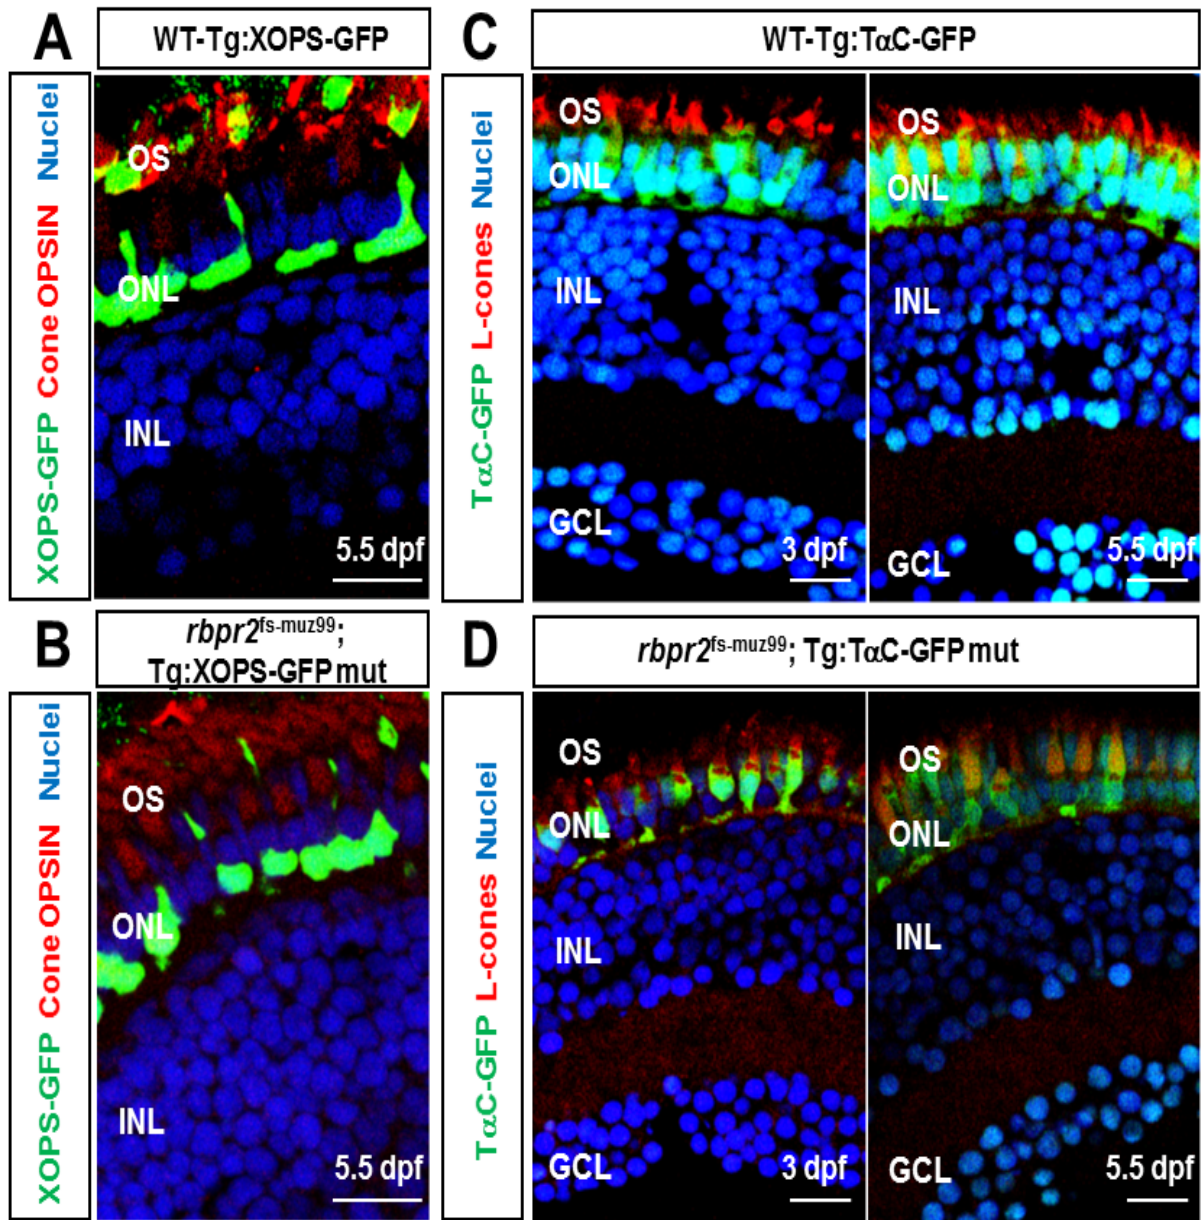 A
WT-Tg:XOPS-GFP
XOPS-GFP Cone OPSIN Nuclei
OS
ONL
INL
5.5 dpf
B
rbpr2fs-muz99;
Tg:XOPS-GFP mut
XOPS-GFP Cone OPSIN Nuclei
OS
ONL
INL
5.5 dpf
C
WT-Tg:TαC-GFP
TαC-GFP L-cones Nuclei
OS
ONL
INL
GCL
3 dpf
OS
ONL
INL
GCL
5.5 dpf
D
rbpr2fs-muz99; Tg:TαC-GFP mut
TαC-GFP L-cones Nuclei
OS
ONL
INL
GCL
3 dpf
OS
ONL
INL
GCL
5.5 dpf